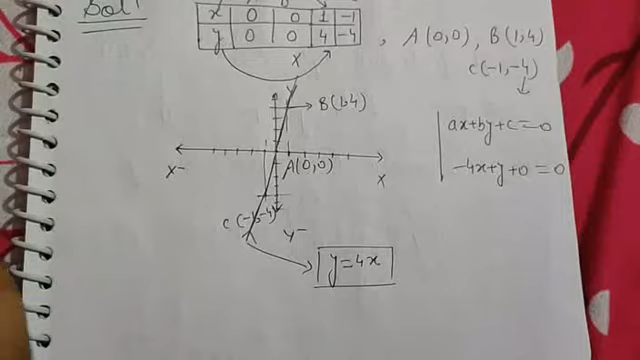 Sol!
x 0 0 1 -1
y 0 0 4 -4
, A(0,0), B(1,4)
C(-1,-4)
x
y
B(1,4)
ax+by+c=0
-4x+y+0=0
x-
A(0,0)
x
C(-1,-4)
y-
y=4x